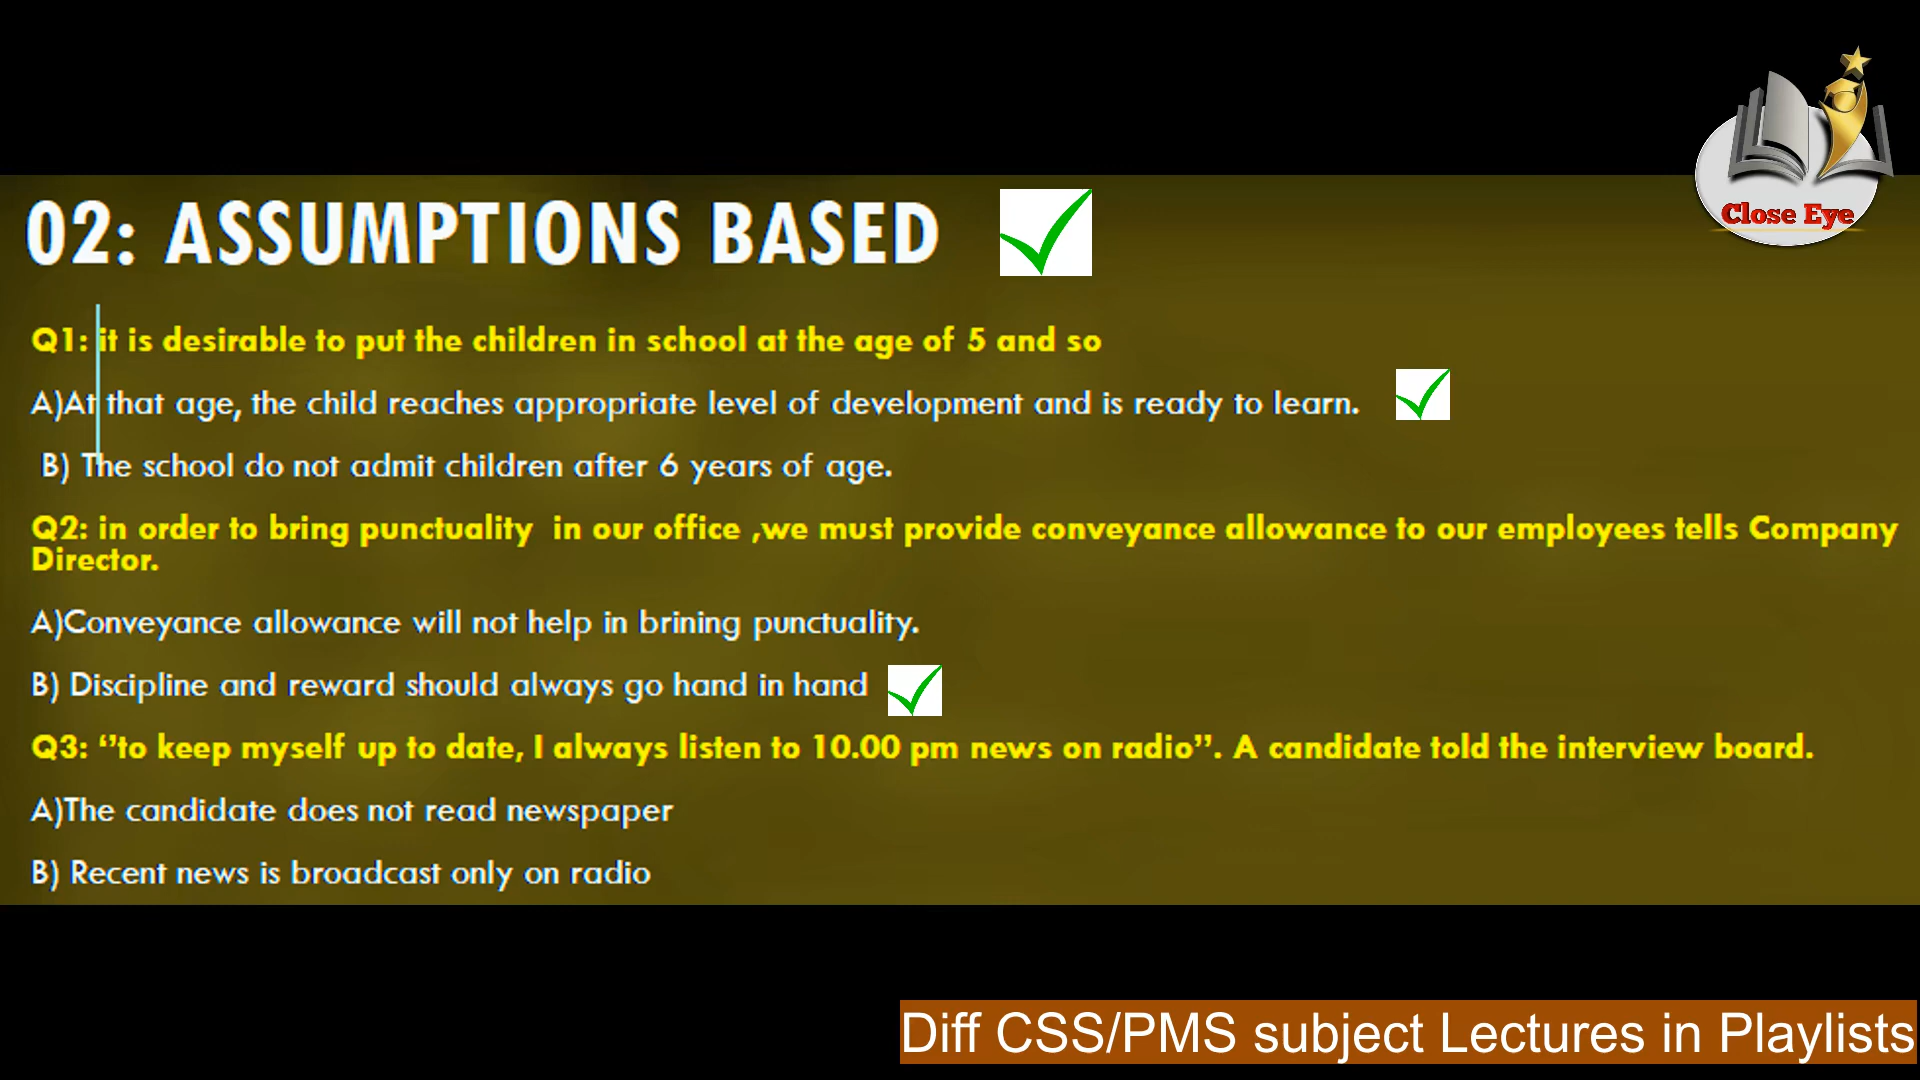 Close Eye
02: ASSUMPTIONS BASED
Q1: it is desirable to put the children in school at the age of 5 and so
A)At that age, the child reaches appropriate level of development and is ready to learn.
B) The school do not admit children after 6 years of age.
Q2: in order to bring punctuality  in our office ,we must provide conveyance allowance to our employees tells Company
Director.
A)Conveyance allowance will not help in brining punctuality.
B) Discipline and reward should always go hand in hand
Q3: ‘’to keep myself up to date, I always listen to 10.00 pm news on radio’’. A candidate told the interview board.
A)The candidate does not read newspaper
B) Recent news is broadcast only on radio
Diff CSS/PMS subject Lectures in Playlists